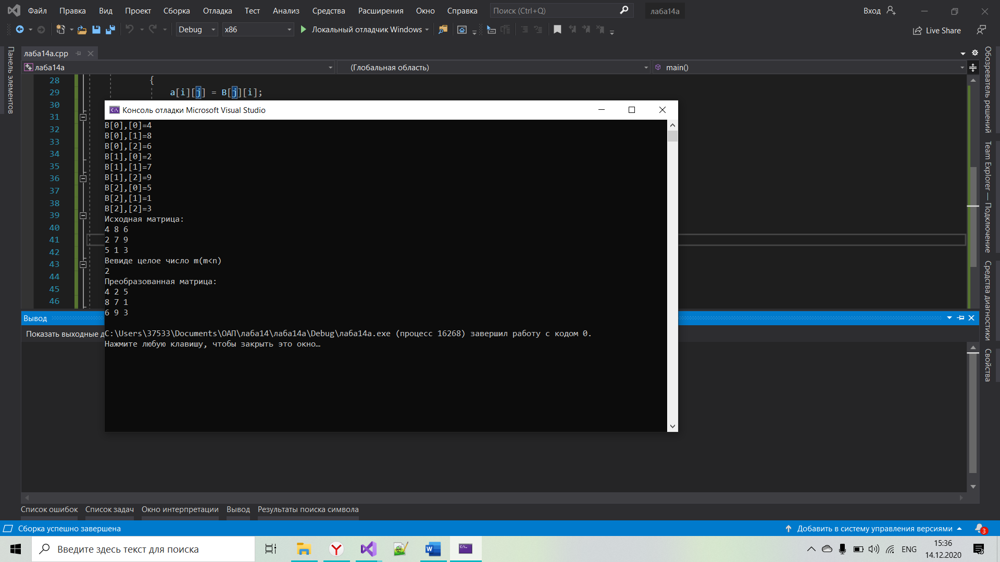 Файл Правка Вид Проект Сборка Отладка Тест Анализ Средства Расширения Окно Справка Поиск (Ctrl+Q) лаба14а Вход
Debug x86 Локальный отладчик Windows Live Share
Панель элементов
лаба14а.cpp
лаба14а (Глобальная область) main()
28 {
29 a[i][j] = B[j][i];
30
31
32
33
34
35
36
37
38
39
40
41
42
43
44
45
46
Консоль отладки Microsoft Visual Studio
B[0],[0]=4
B[0],[1]=8
B[0],[2]=6
B[1],[0]=2
B[1],[1]=7
B[1],[2]=9
B[2],[0]=5
B[2],[1]=1
B[2],[2]=3
Исходная матрица:
4 8 6
2 7 9
5 1 3
Вевиде целое число m(m<n)
2
Преобразованная матрица:
4 2 5
8 7 1
6 9 3
C:\Users\37533\Documents\ОАП\лаба14\лаба14а\Debug\лаба14а.exe (процесс 16268) завершил работу с кодом 0.
Нажмите любую клавишу, чтобы закрыть это окно…
Вывод
Показать выходные д
Обозреватель решений
Team Explorer — Подключение
Средства диагностики
Свойства
Список ошибок Список задач Окно интерпретации Вывод Результаты поиска символа
Сборка успешно завершена Добавить в систему управления версиями 3
Введите здесь текст для поиска ENG 15:36
14.12.2020